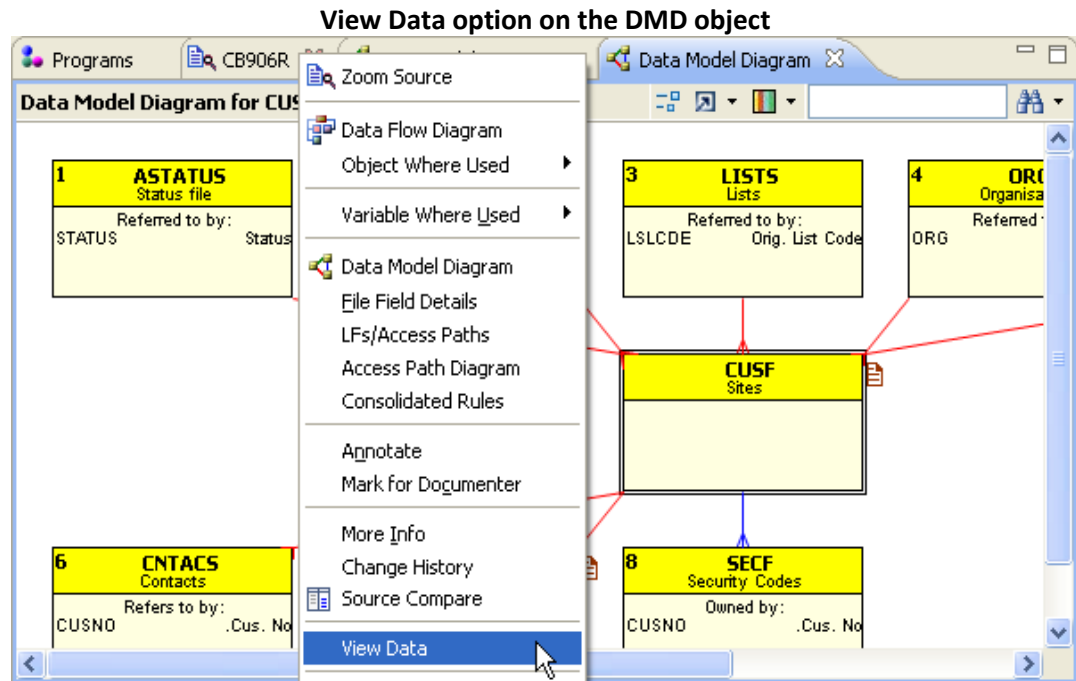 View Data option on the DMD object
Programs CB906R Data Model Diagram
Data Model Diagram for CUS
Zoom Source
Data Flow Diagram
Object Where Used
Variable Where Used
Data Model Diagram
File Field Details
LFs/Access Paths
Access Path Diagram
Consolidated Rules
Annotate
Mark for Documenter
More Info
Change History
Source Compare
View Data
1 ASTATUS
Status file
Referred to by:
STATUS Status
3 LISTS
Lists
Referred to by:
LSLCDE Orig. List Code
4 ORG
Organisa
Referred
ORG
CUSF
Sites
6 CNTACS
Contacts
Refers to by:
CUSNO .Cus. No
8 SECF
Security Codes
Owned by:
CUSNO .Cus. No